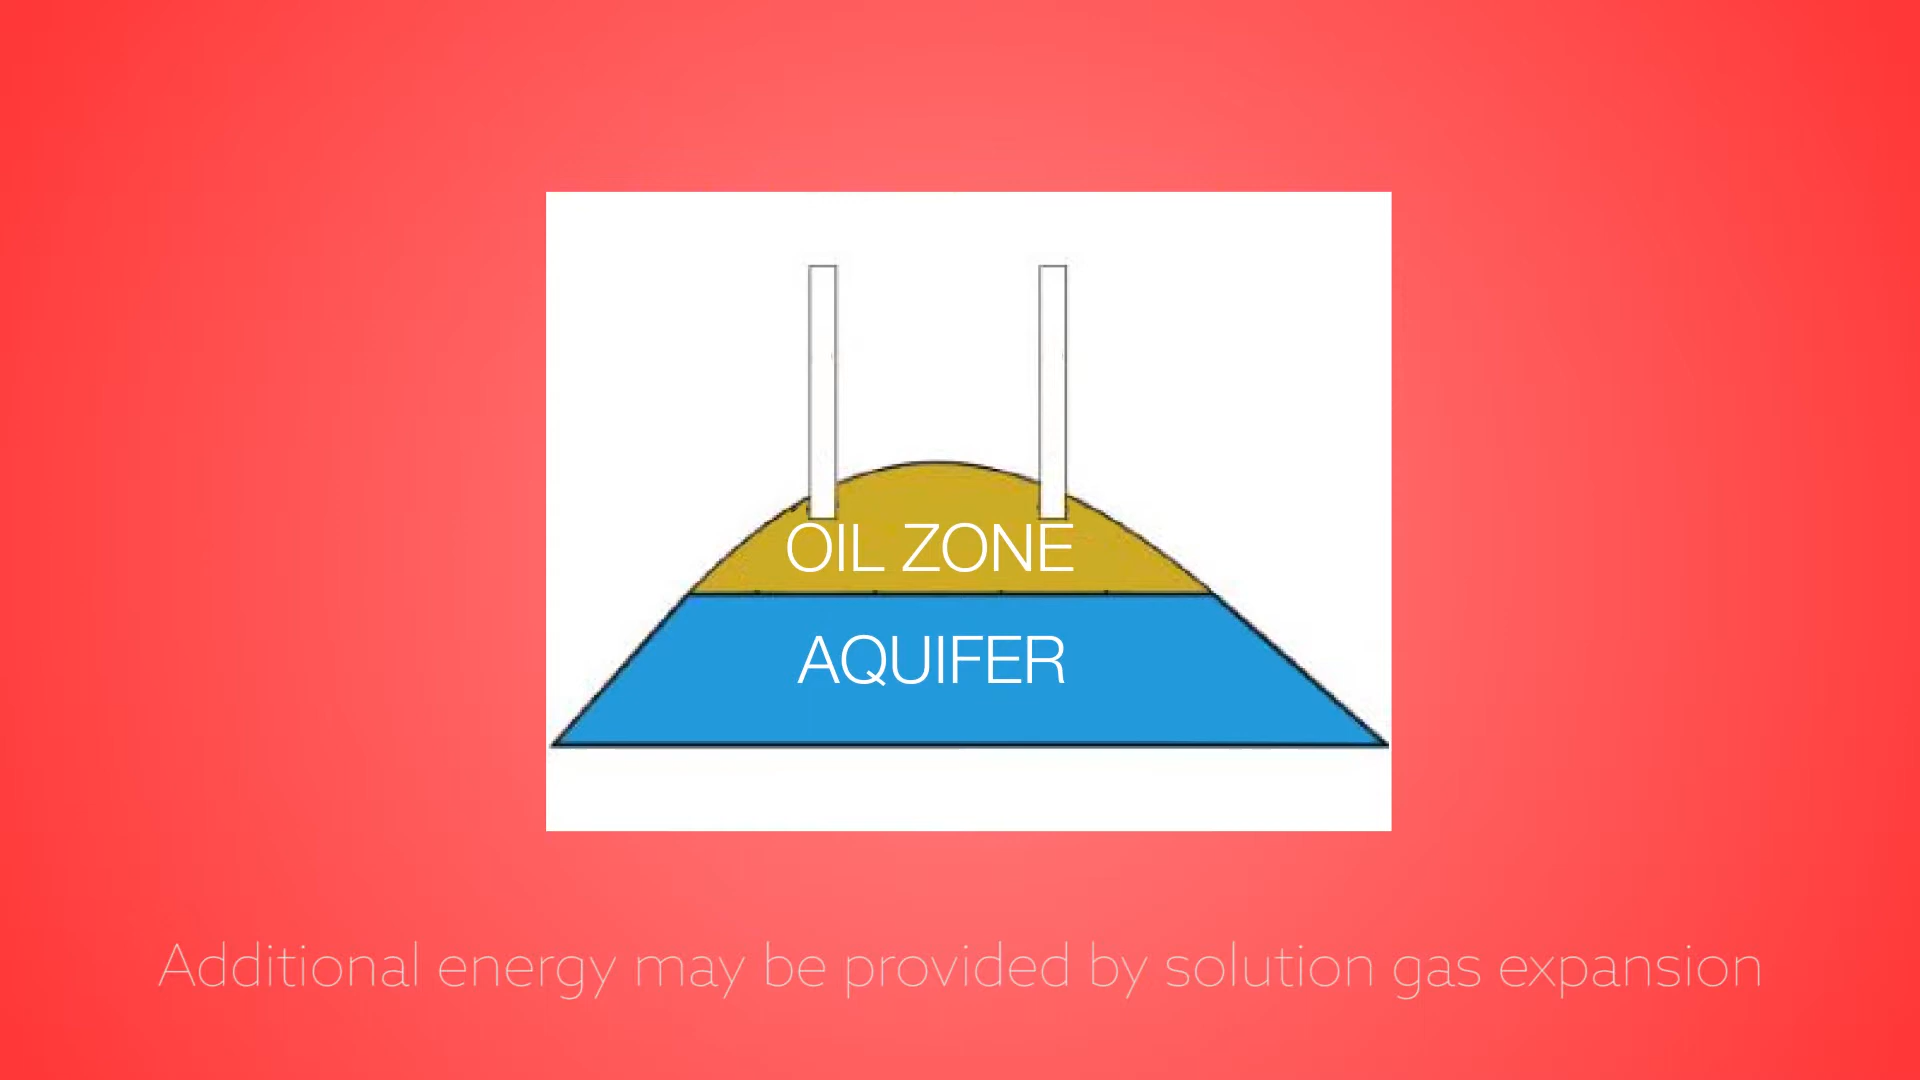 OIL ZONE
AQUIFER
Additional energy may be provided by solution gas expansion